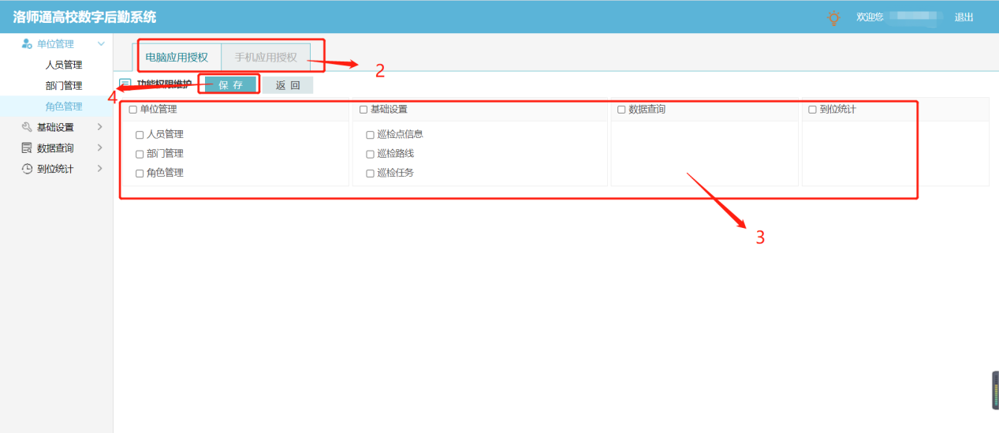 洛师通高校数字后勤系统
欢迎您
退出
单位管理
人员管理
部门管理
角色管理
基础设置
数据查询
到位统计
电脑应用授权
手机应用授权
2
功能权限维护
保 存
返 回
4
单位管理
基础设置
数据查询
到位统计
人员管理
巡检点信息
部门管理
巡检路线
角色管理
巡检任务
3